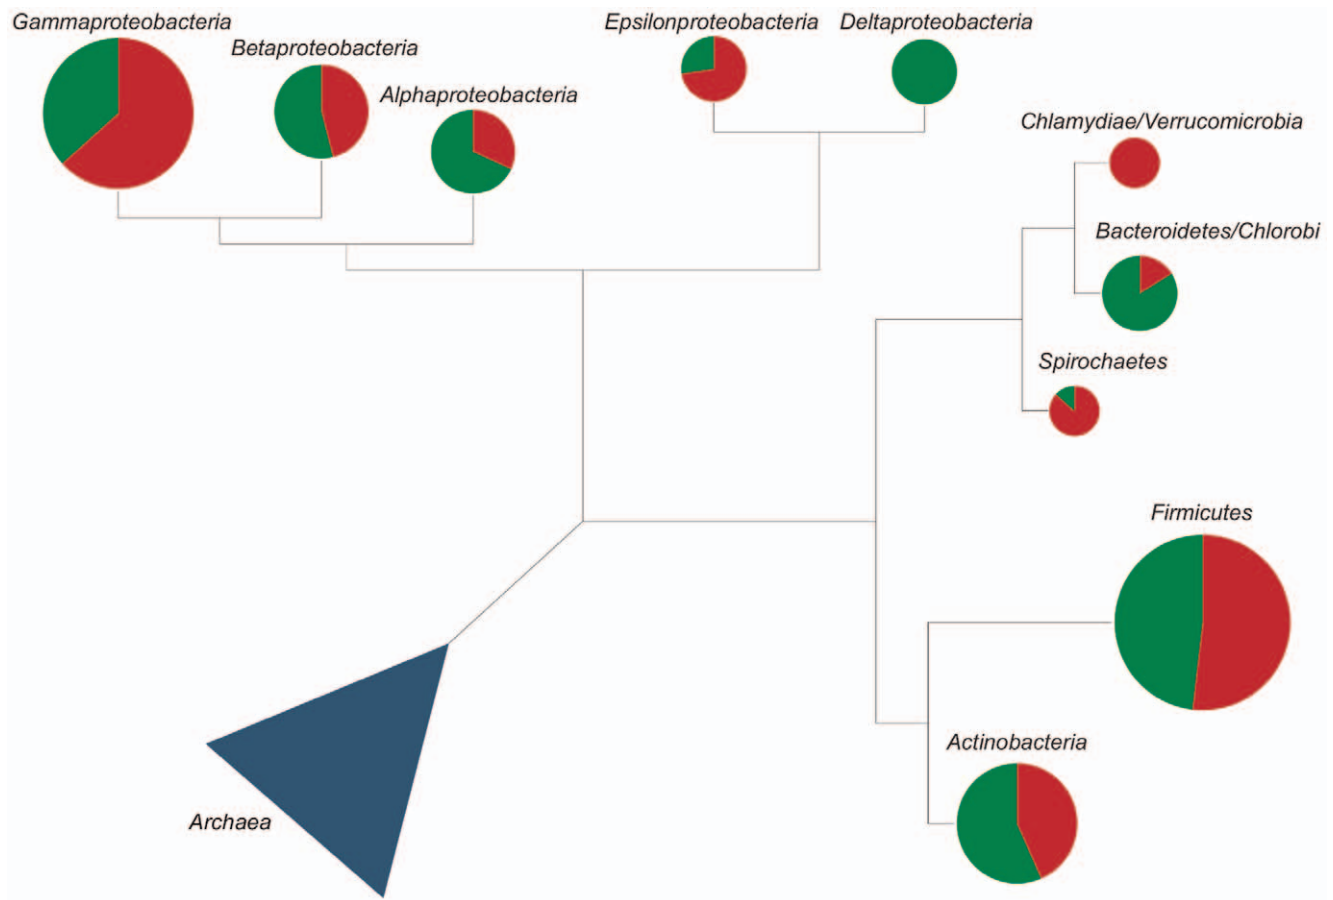 Gammaproteobacteria
Betaproteobacteria
Alphaproteobacteria
Epsilonproteobacteria
Deltaproteobacteria
Chlamydiae/Verrucomicrobia
Bacteroidetes/Chlorobi
Spirochaetes
Firmicutes
Actinobacteria
Archaea